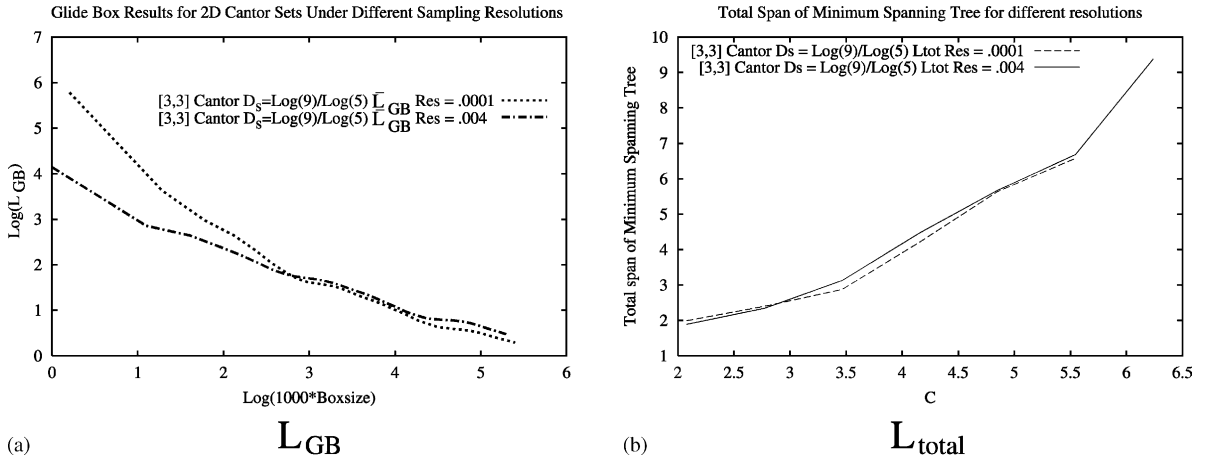 Glide Box Results for 2D Cantor Sets Under Different Sampling Resolutions
7
6
5
4
3
2
1
0
Log(L GB)
[3,3] Cantor Ds=Log(9)/Log(5) L̄ GB Res = .0001
[3,3] Cantor Ds=Log(9)/Log(5) L̄ GB Res = .004
0 1 2 3 4 5 6
Log(1000*Boxsize)
(a) LGB
Total Span of Minimum Spanning Tree for different resolutions
10
9
8
7
6
5
4
3
2
1
Total span of Minimum Spanning Tree
[3,3] Cantor Ds = Log(9)/Log(5) Ltot Res = .0001
[3,3] Cantor Ds = Log(9)/Log(5) Ltot Res = .004
2 2.5 3 3.5 4 4.5 5 5.5 6 6.5
C
(b) Ltotal